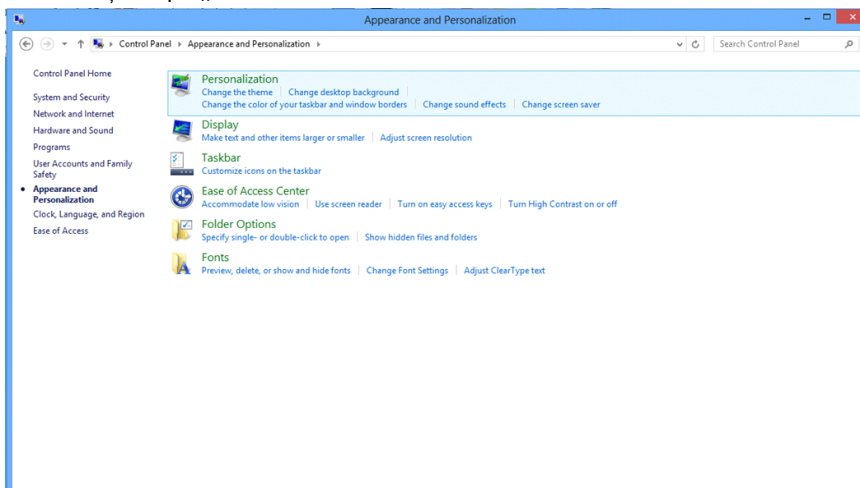 Appearance and Personalization
Control Panel Appearance and Personalization
Search Control Panel
Control Panel Home
System and Security
Network and Internet
Hardware and Sound
Programs
User Accounts and Family
Safety
Appearance and
Personalization
Clock, Language, and Region
Ease of Access
Personalization
Change the theme Change desktop background
Change the color of your taskbar and window borders Change sound effects Change screen saver
Display
Make text and other items larger or smaller Adjust screen resolution
Taskbar
Customize icons on the taskbar
Ease of Access Center
Accommodate low vision Use screen reader Turn on easy access keys Turn High Contrast on or off
Folder Options
Specify single- or double-click to open Show hidden files and folders
Fonts
Preview, delete, or show and hide fonts Change Font Settings Adjust ClearType text